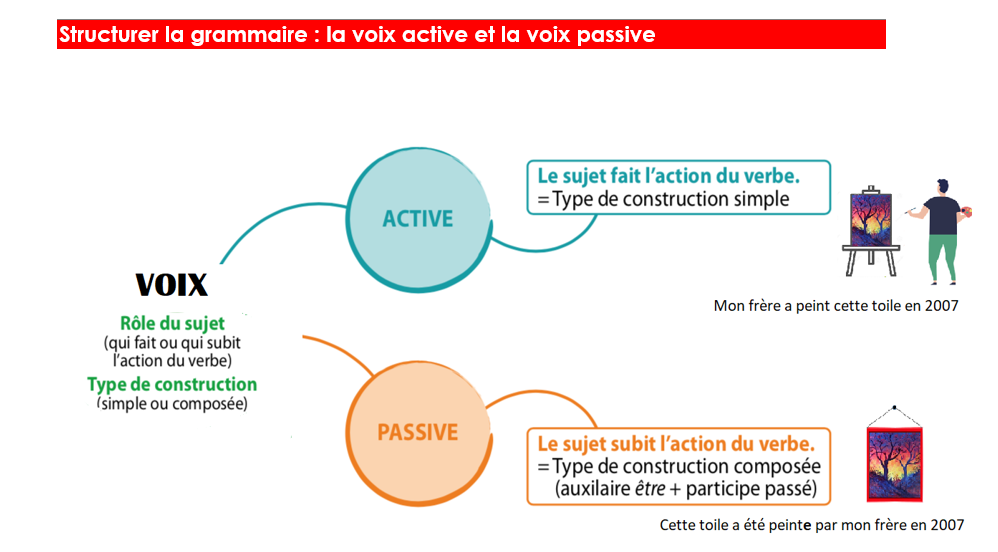 Structurer la grammaire : la voix active et la voix passive
ACTIVE
Le sujet fait l'action du verbe.
= Type de construction simple
Mon frère a peint cette toile en 2007
VOIX
Rôle du sujet
(qui fait ou qui subit
l'action du verbe)
Type de construction
(simple ou composée)
PASSIVE
Le sujet subit l'action du verbe.
= Type de construction composée
(auxilaire être + participe passé)
Cette toile a été peinte par mon frère en 2007